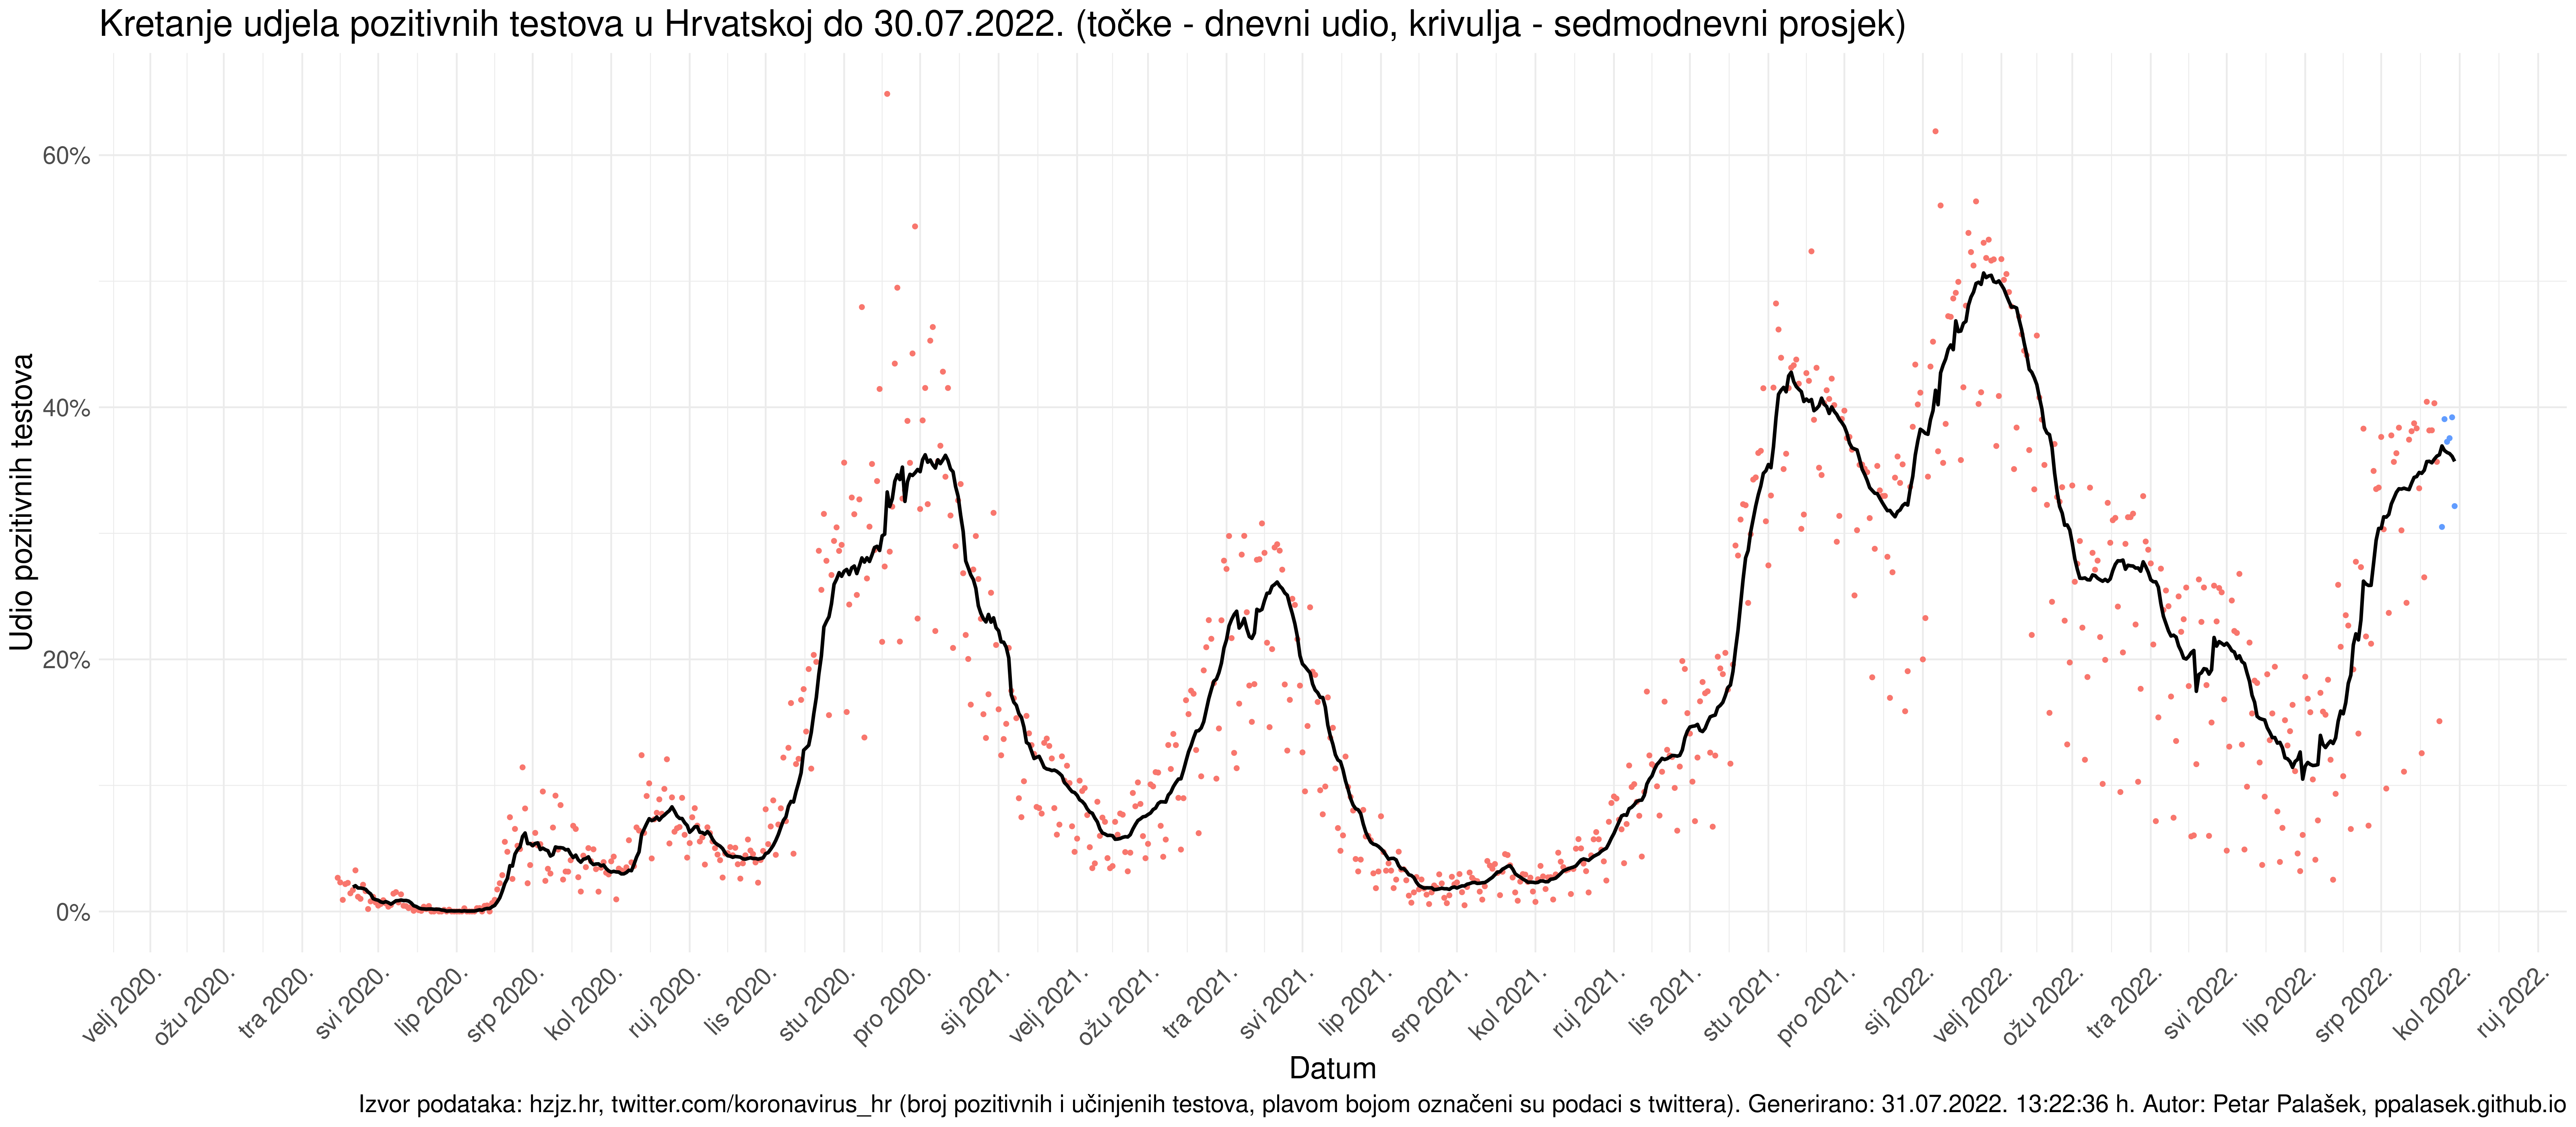 Kretanje udjela pozitivnih testova u Hrvatskoj do 30.07.2022. (točke - dnevni udio, krivulja - sedmodnevni prosjek)
Udio pozitivnih testova
60%
40%
20%
0%
velj 2020.
ožu 2020.
tra 2020.
svi 2020.
lip 2020.
srp 2020.
kol 2020.
ruj 2020.
lis 2020.
stu 2020.
pro 2020.
sij 2021.
velj 2021.
ožu 2021.
tra 2021.
svi 2021.
lip 2021.
srp 2021.
kol 2021.
ruj 2021.
lis 2021.
stu 2021.
pro 2021.
sij 2022.
velj 2022.
ožu 2022.
tra 2022.
svi 2022.
lip 2022.
srp 2022.
kol 2022.
ruj 2022.
Datum
Izvor podataka: hzjz.hr, twitter.com/koronavirus_hr (broj pozitivnih i učinjenih testova, plavom bojom označeni su podaci s twittera). Generirano: 31.07.2022. 13:22:36 h. Autor: Petar Palašek, ppalasek.github.io